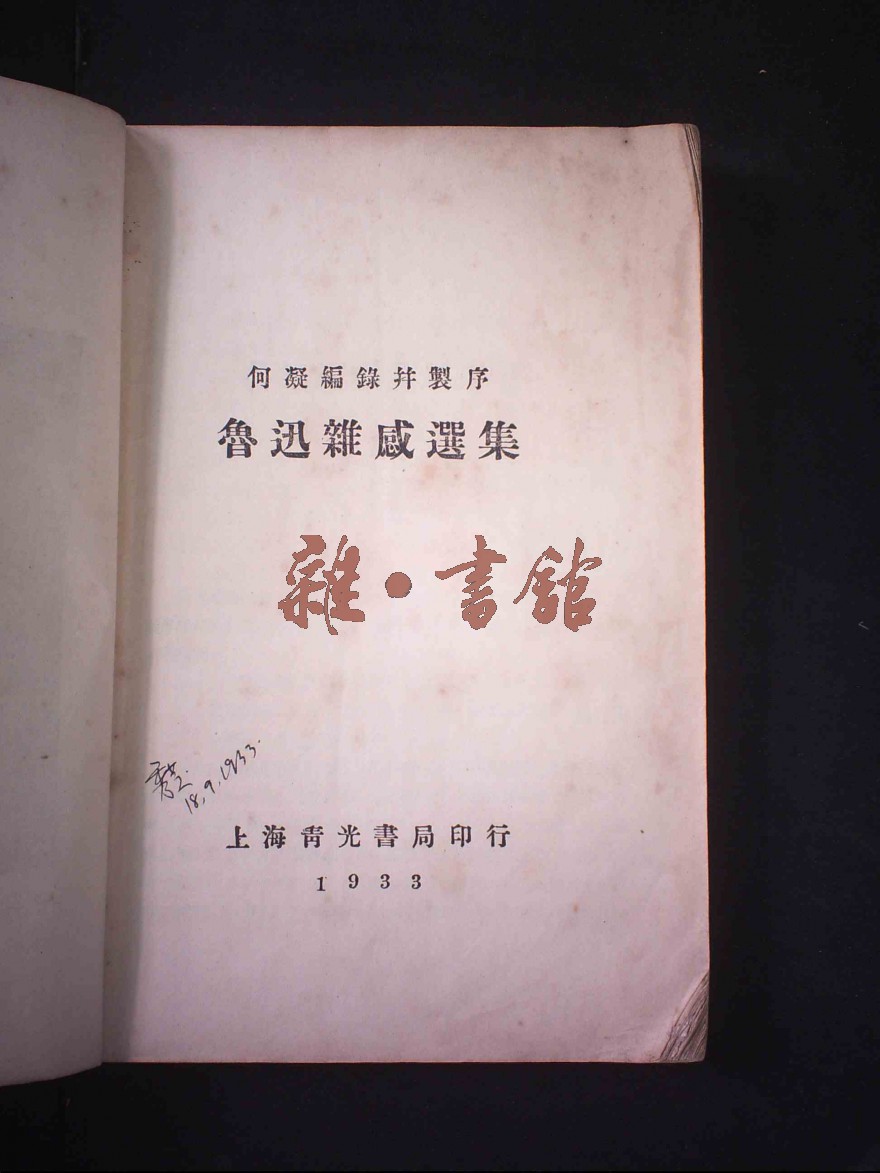 何凝編錄幷製序
魯迅雜感選集
雜·書館
18.9.1933.
上海青光書局印行
1933